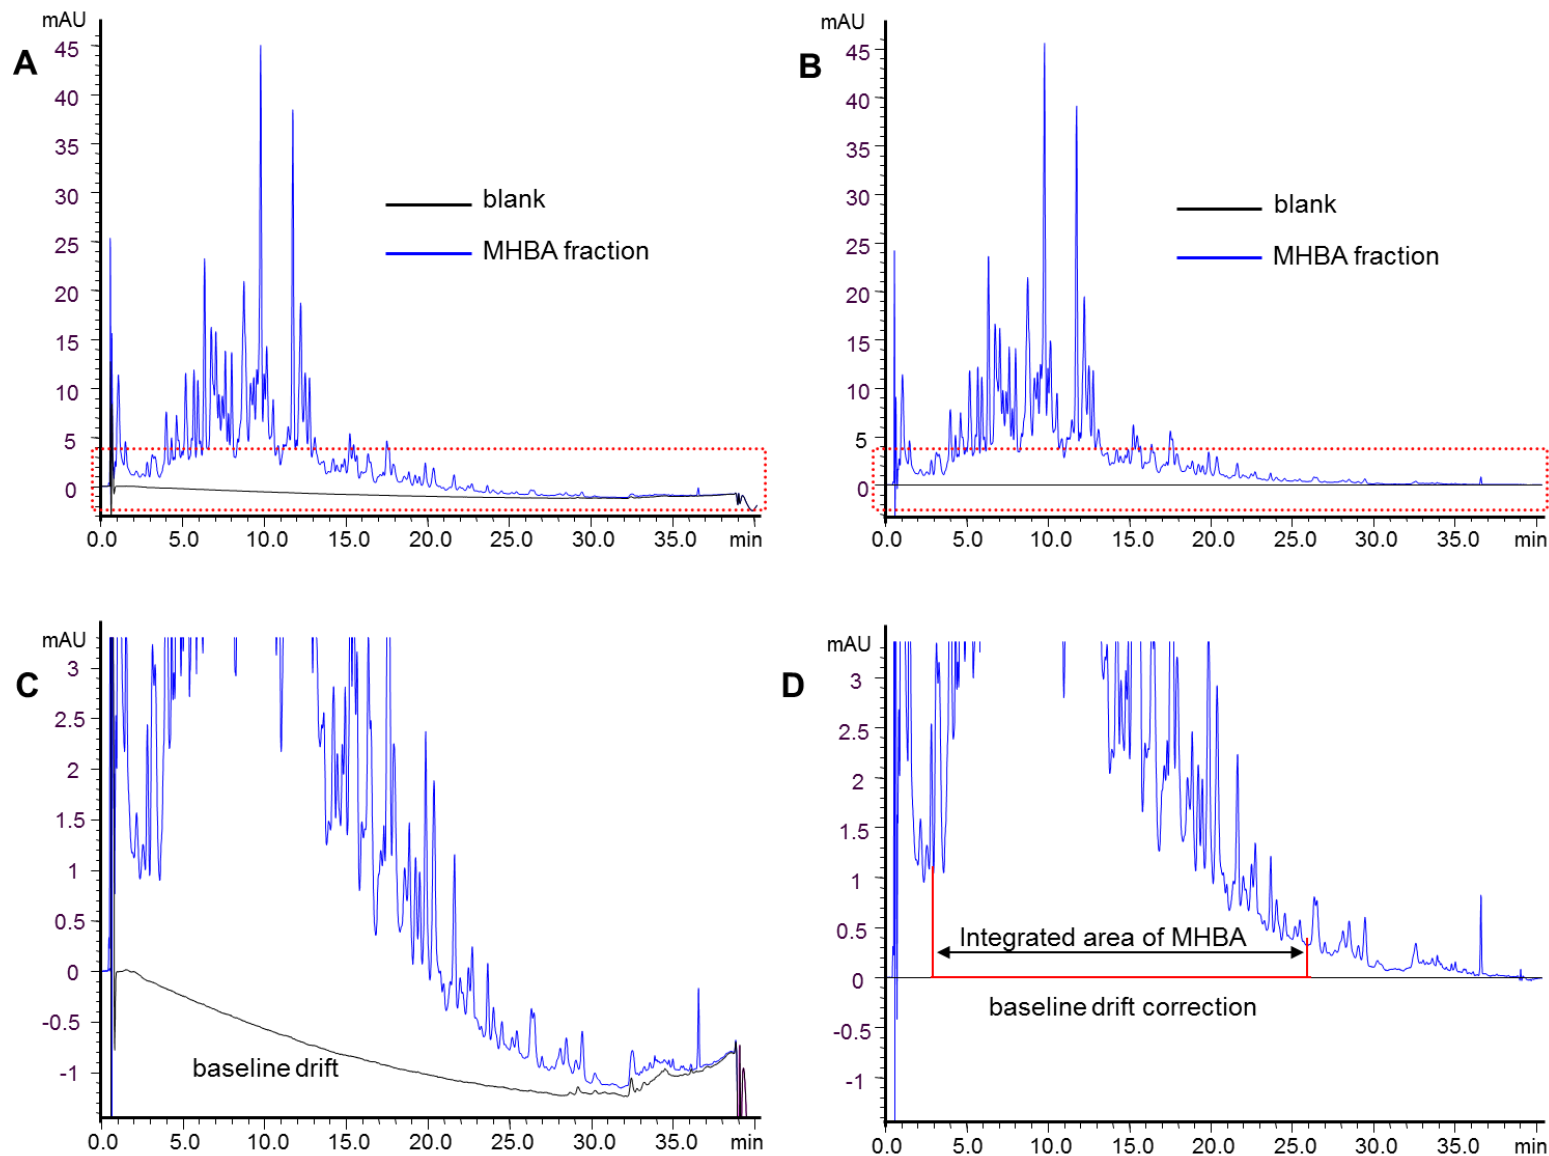 mAU
A
45
40
35
30
25
20
15
10
5
0
blank
MHBA fraction
0.0 5.0 10.0 15.0 20.0 25.0 30.0 35.0 min
mAU
B
45
40
35
30
25
20
15
10
5
0
blank
MHBA fraction
0.0 5.0 10.0 15.0 20.0 25.0 30.0 35.0 min
mAU
C
3
2.5
2
1.5
1
0.5
0
-0.5
-1
baseline drift
0.0 5.0 10.0 15.0 20.0 25.0 30.0 35.0 min
mAU
D
3
2.5
2
1.5
1
0.5
0
-0.5
-1
Integrated area of MHBA
baseline drift correction
0.0 5.0 10.0 15.0 20.0 25.0 30.0 35.0 min